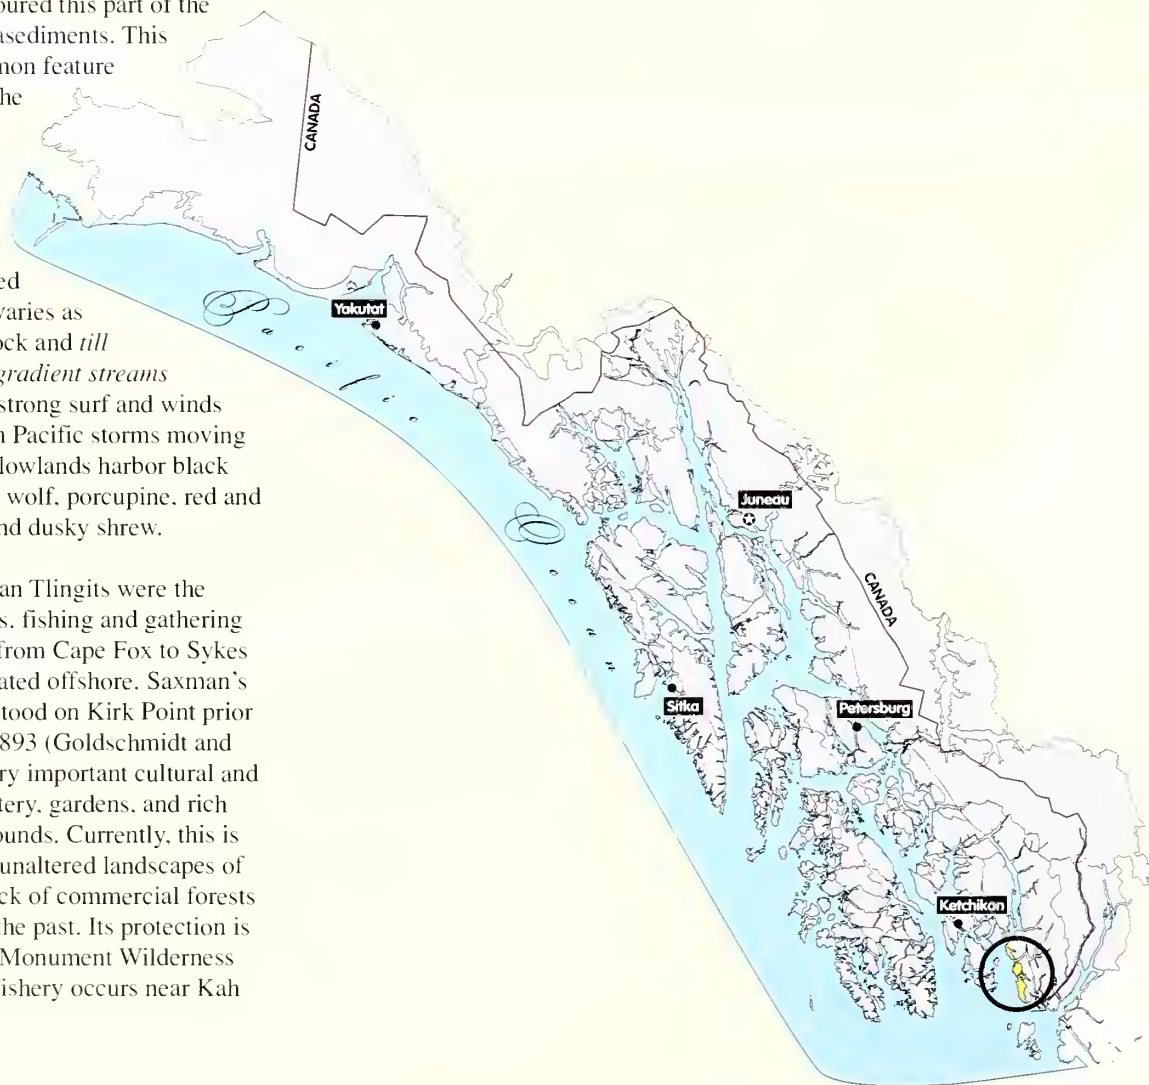 oured this part of the
asediments. This
mon feature
he
ed
varies as
ock and till
gradient streams
strong surf and winds
n Pacific storms moving
lowlands harbor black
wolf, porcupine, red and
nd dusky shrew.
an Tlingits were the
s, fishing and gathering
from Cape Fox to Sykes
ated offshore. Saxman's
tood on Kirk Point prior
893 (Goldschmidt and
ry important cultural and
tery, gardens, and rich
ounds. Currently, this is
unaltered landscapes of
ck of commercial forests
the past. Its protection is
Monument Wilderness
ishery occurs near Kah
CANADA
Yakutat
Pacific
Ocean
Juneau
CANADA
Sitka
Petersburg
Ketchikan